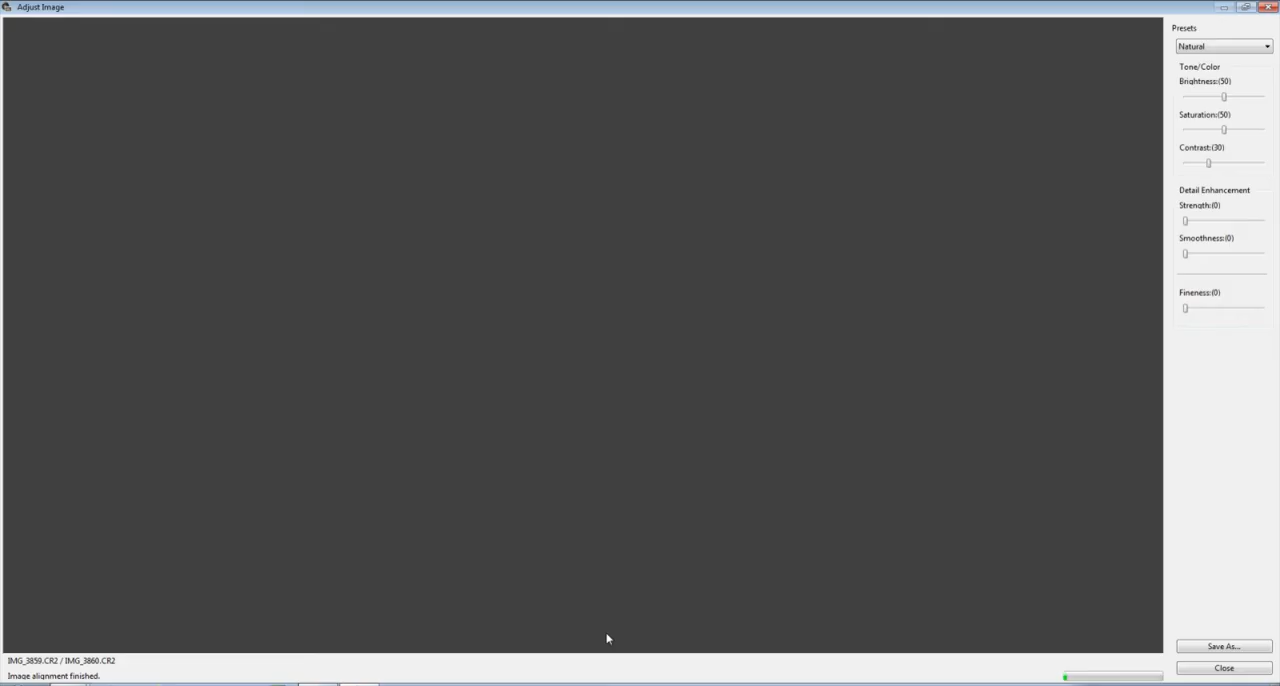 Adjust Image
Presets
Natural
Tone/Color
Brightness:(50)
Saturation:(50)
Contrast:(30)
Detail Enhancement
Strength:(0)
Smoothness:(0)
Fineness:(0)
Save As...
IMG_3859.CR2 / IMG_3860.CR2
Close
Image alignment finished.